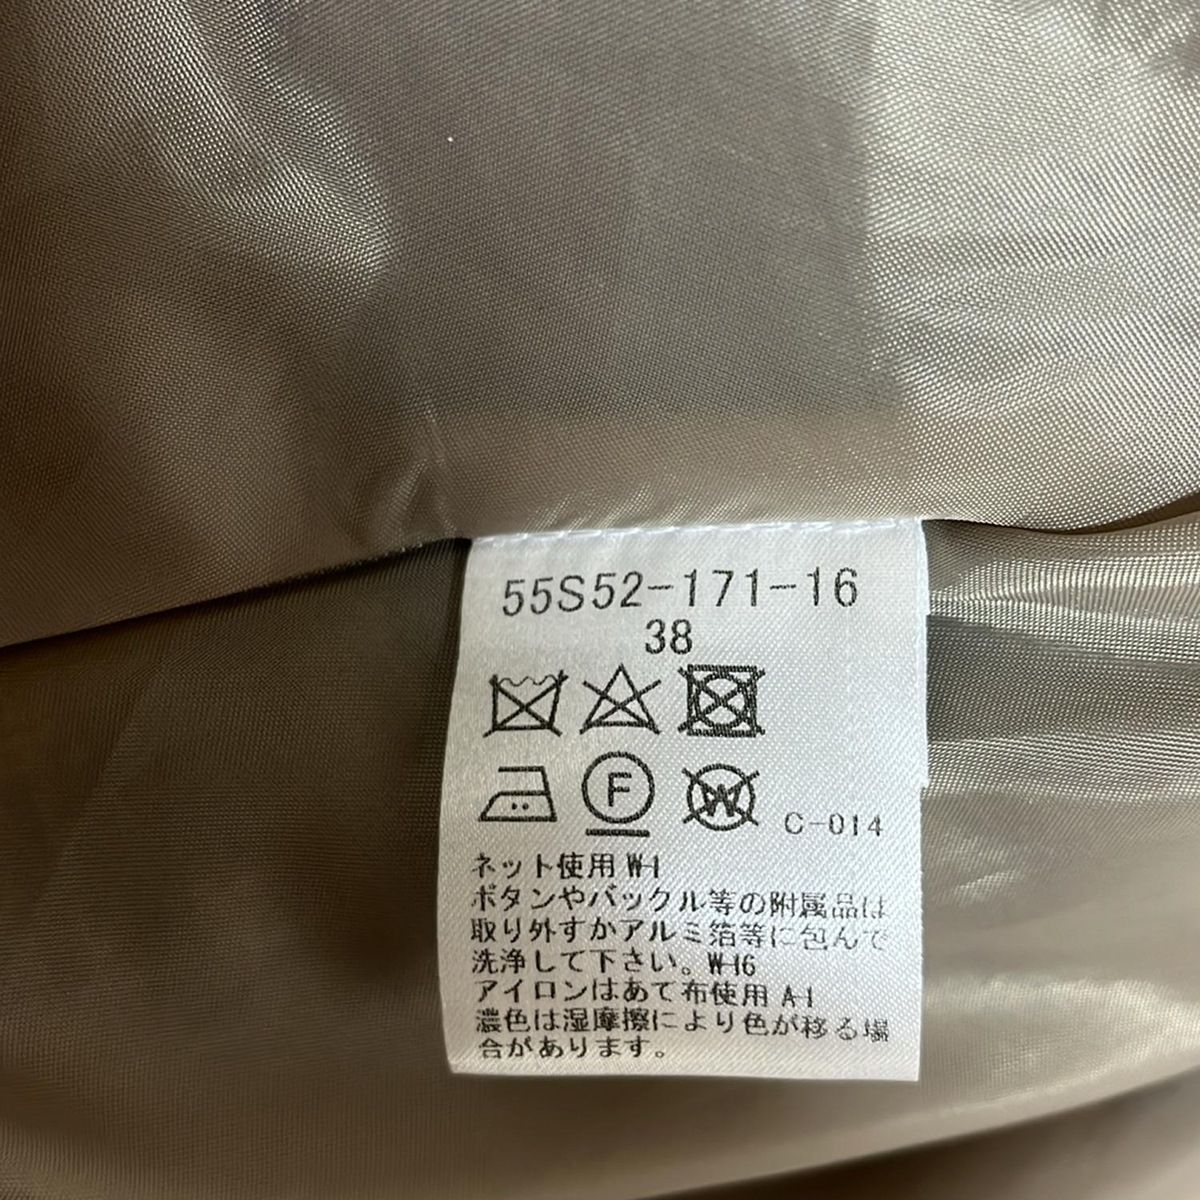 55S52-171-16
38
F
W
C-014
ネット使用 W-1
ボタンやバックル等の附属品は
取り外すかアルミ箔等に包んで
洗浄して下さい。W-16
アイロンはあて布使用 A-1
濃色は湿摩擦により色が移る場
合があります。